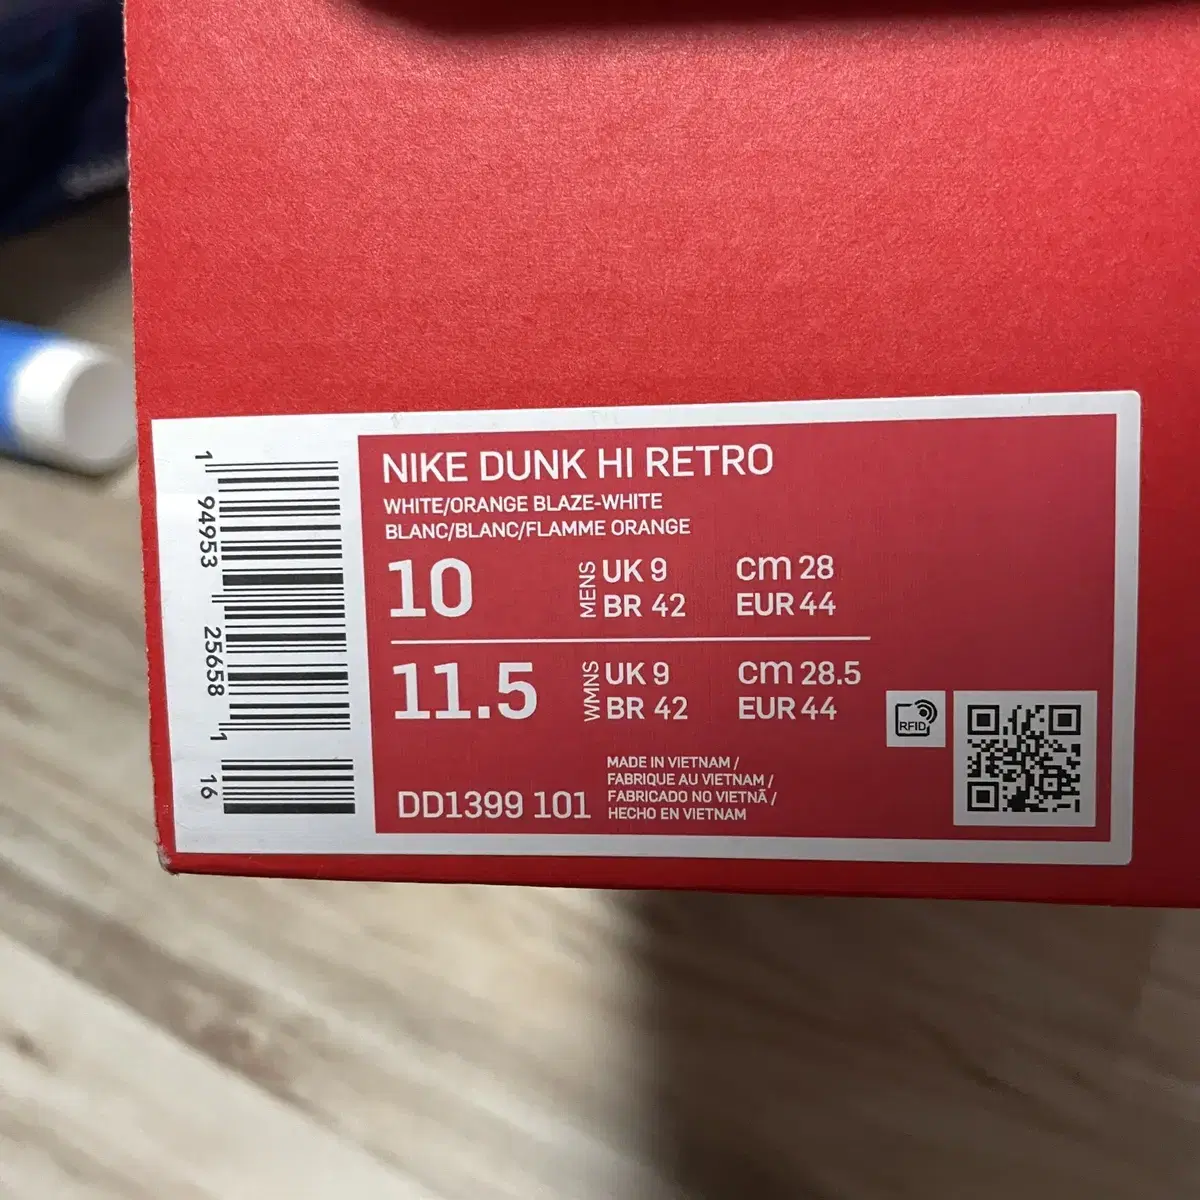 NIKE DUNK HI RETRO
WHITE/ORANGE BLAZE-WHITE
BLANC/BLANC/FLAMME ORANGE
10 MENS UK 9 cm 28
BR 42 EUR 44
11.5 WMNS UK 9 cm 28.5
BR 42 EUR 44
MADE IN VIETNAM /
FABRIQUE AU VIETNAM /
FABRICADO NO VIETNÃ /
HECHO EN VIETNAM
DD1399 101
RFID
1 94953 25658 1 16